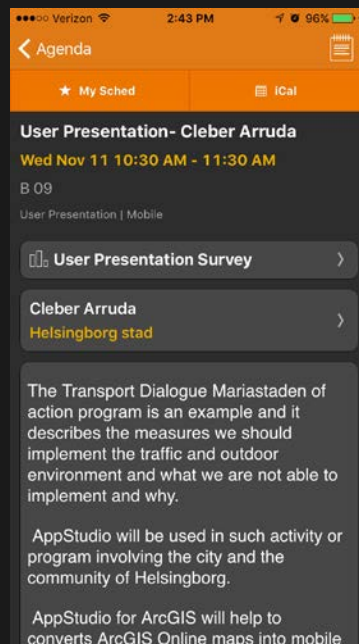 Verizon 2:43 PM 96%
Agenda
★ My Sched iCal
User Presentation- Cleber Arruda
Wed Nov 11 10:30 AM - 11:30 AM
B 09
User Presentation | Mobile
User Presentation Survey
Cleber Arruda
Helsingborg stad
The Transport Dialogue Mariastaden of
action program is an example and it
describes the measures we should
implement the traffic and outdoor
environment and what we are not able to
implement and why.
AppStudio will be used in such activity or
program involving the city and the
community of Helsingborg.
AppStudio for ArcGIS will help to
converts ArcGIS Online maps into mobile